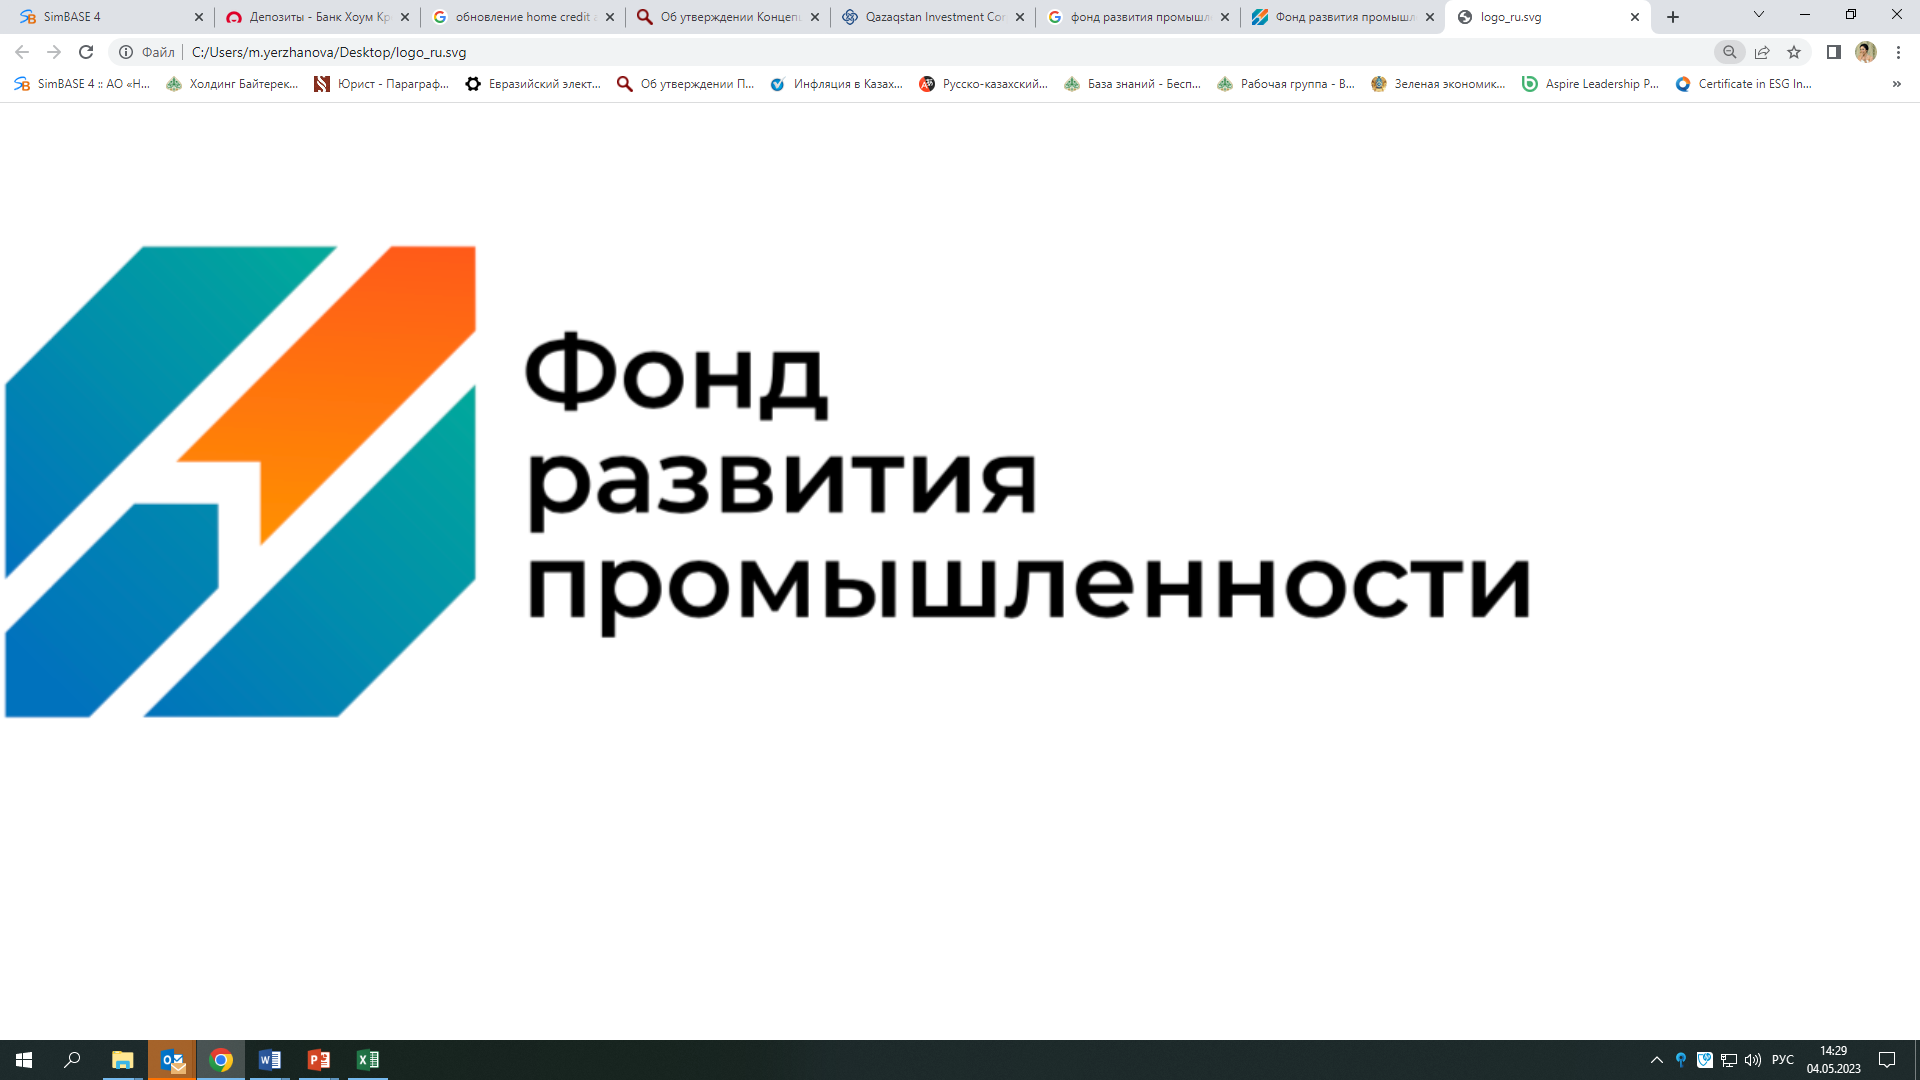 SimBASE 4
Депозиты - Банк Хоум Кр
обновление home credit
Об утверждении Концеп
Qazaqstan Investment Cor
фонд развития промышл
Фонд развития промышл
logo_ru.svg
Файл
C:/Users/m.yerzhanova/Desktop/logo_ru.svg
SimBASE 4 :: АО «Н...
Холдинг Байтерек...
Юрист - Параграф...
Евразийский элект...
Об утверждении П...
Инфляция в Казах...
Русско-казахский...
База знаний - Бесп...
Рабочая группа - В...
Зеленая экономик...
Aspire Leadership P...
Certificate in ESG In...
Фонд
развития
промышленности
РУС
14:29
04.05.2023